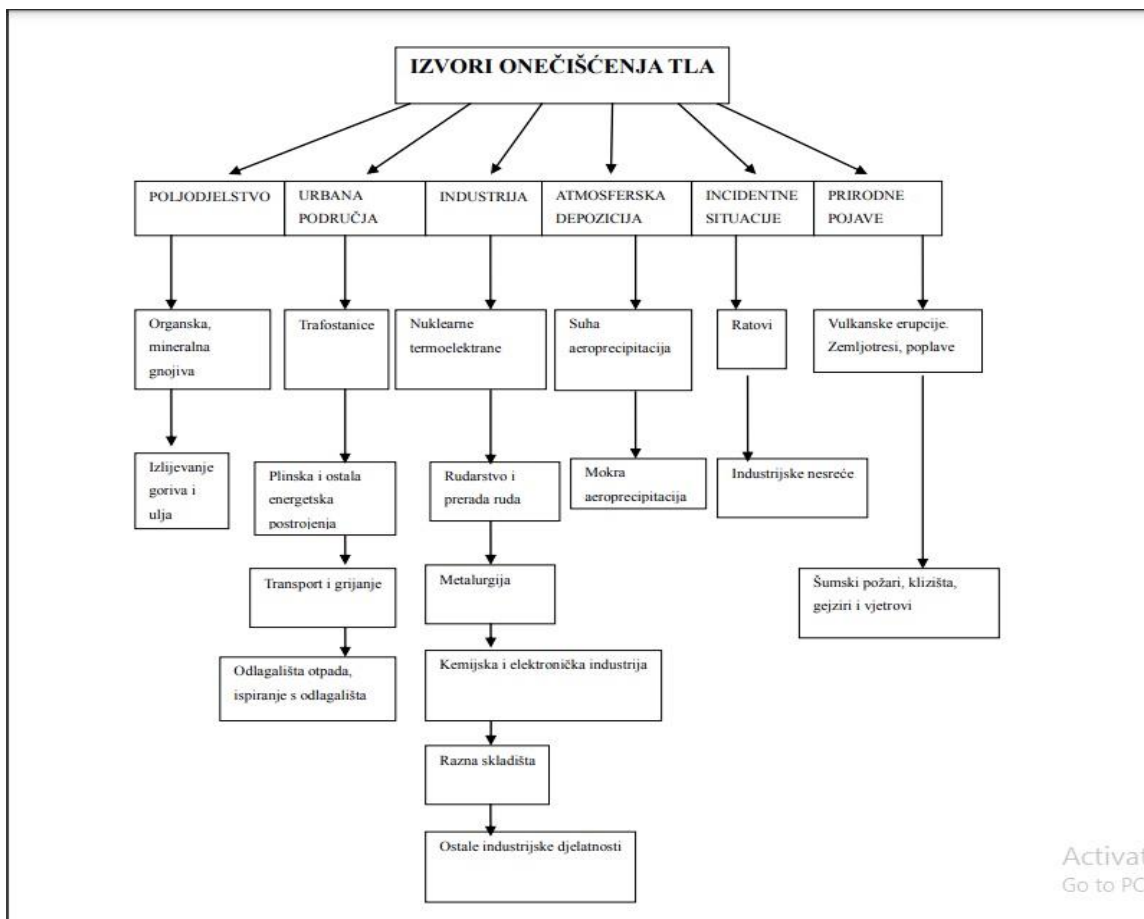 IZVORI ONEČIŠĆENJA TLA
POLJODJELSTVO
URBANA
PODRUČJA
INDUSTRIJA
ATMOSFERSKA
DEPOZICIJA
INCIDENTNE
SITUACIJE
PRIRODNE
POJAVE
Organska,
mineralna
gnojiva
Trafostanice
Nuklearne
termoelektrane
Suha
aeroprecipitacija
Ratovi
Vulkanske erupcije.
Zemljotresi, poplave
Izlijevanje
goriva i
ulja
Plinska i ostala
energetska
postrojenja
Rudarstvo i
prerada ruda
Mokra
aeroprecipitacija
Industrijske nesreće
Transport i grijanje
Metalurgija
Šumski požari, klizišta,
gejziri i vjetrovi
Odlagališta otpada,
ispiranje s odlagališta
Kemijska i elektronička industrija
Razna skladišta
Ostale industrijske djelatnosti
Go to PC